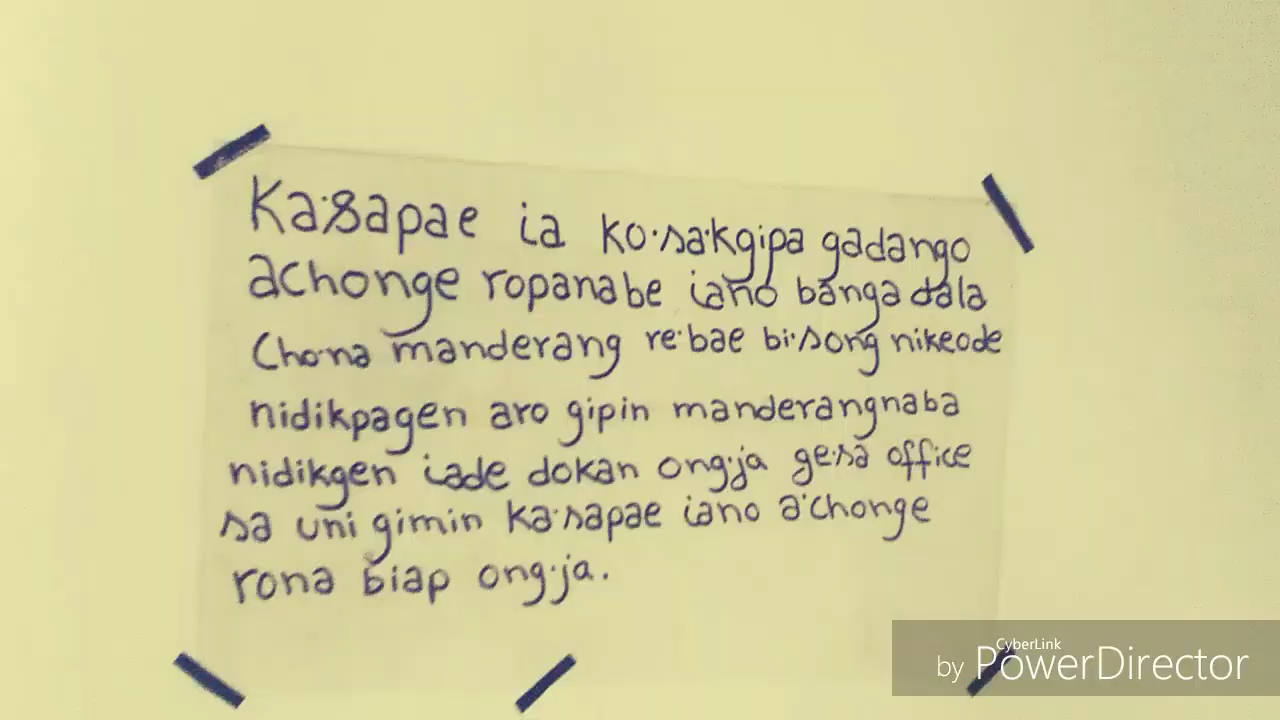 Ka·sapae ia ko·sa·kgipa gadango
achonge ropanabe iano banga dala
Cho·na manderang re·bae bi·song nikeode
nidikpagen aro gipin manderangnaba
nidikgen iade dokan ong·ja ge·sa office
sa uni gimin ka·sapae iano a·chonge
rona biap ong·ja.
CyberLink
by PowerDirector